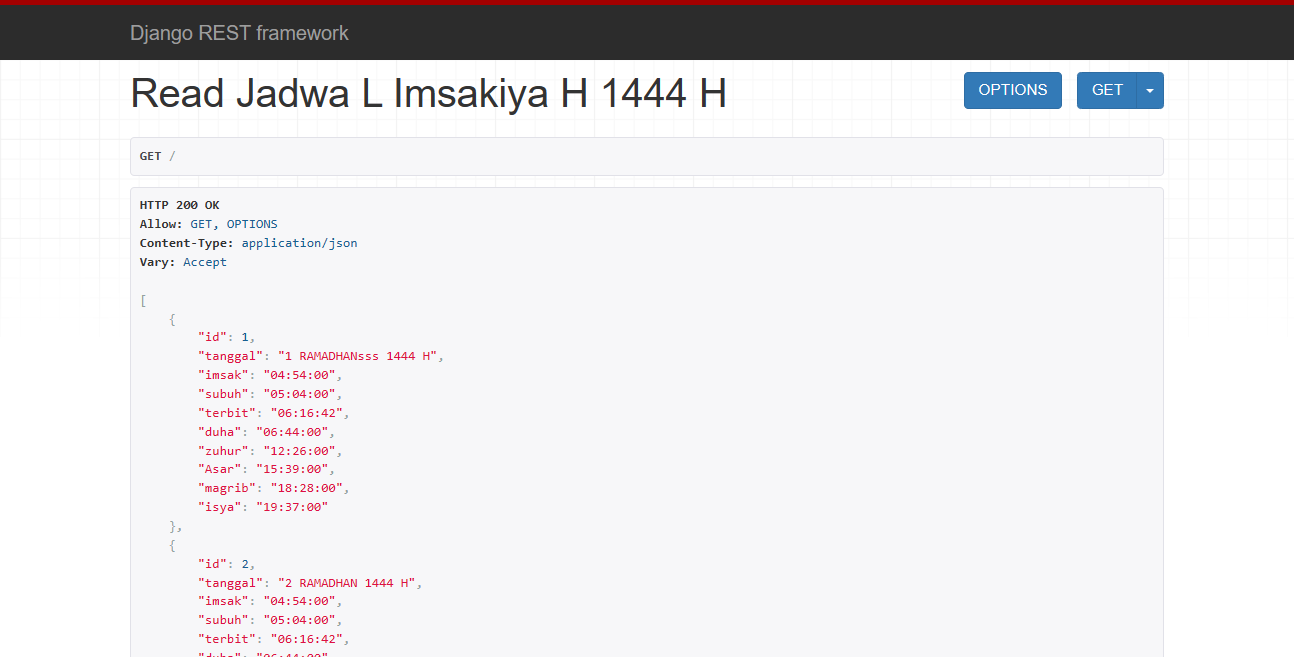 Django REST framework
Read Jadwa L Imsakiya H 1444 H
OPTIONS
GET
GET /
HTTP 200 OK
Allow: GET, OPTIONS
Content-Type: application/json
Vary: Accept
[
{
"id": 1,
"tanggal": "1 RAMADHANsss 1444 H",
"imsak": "04:54:00",
"subuh": "05:04:00",
"terbit": "06:16:42",
"duha": "06:44:00",
"zuhur": "12:26:00",
"Asar": "15:39:00",
"magrib": "18:28:00",
"isya": "19:37:00"
},
{
"id": 2,
"tanggal": "2 RAMADHAN 1444 H",
"imsak": "04:54:00",
"subuh": "05:04:00",
"terbit": "06:16:42",
"duha": "06:44:00"